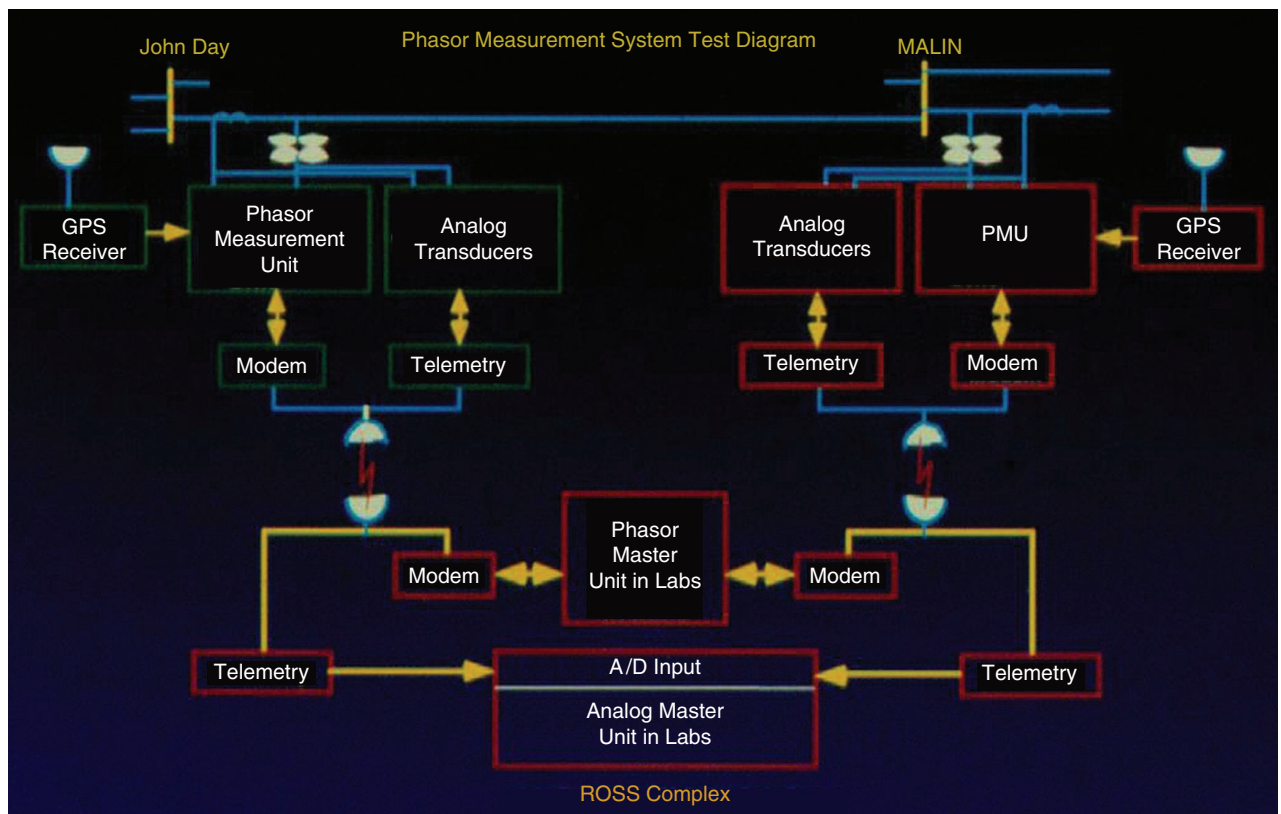 Phasor Measurement System Test Diagram
John Day
MALIN
GPS
Receiver
Phasor
Measurement
Unit
Analog
Transducers
Analog
Transducers
PMU
GPS
Receiver
Modem
Telemetry
Telemetry
Modem
Phasor
Master
Unit in Labs
Modem
Modem
Telemetry
A/D Input
Telemetry
Analog Master
Unit in Labs
ROSS Complex